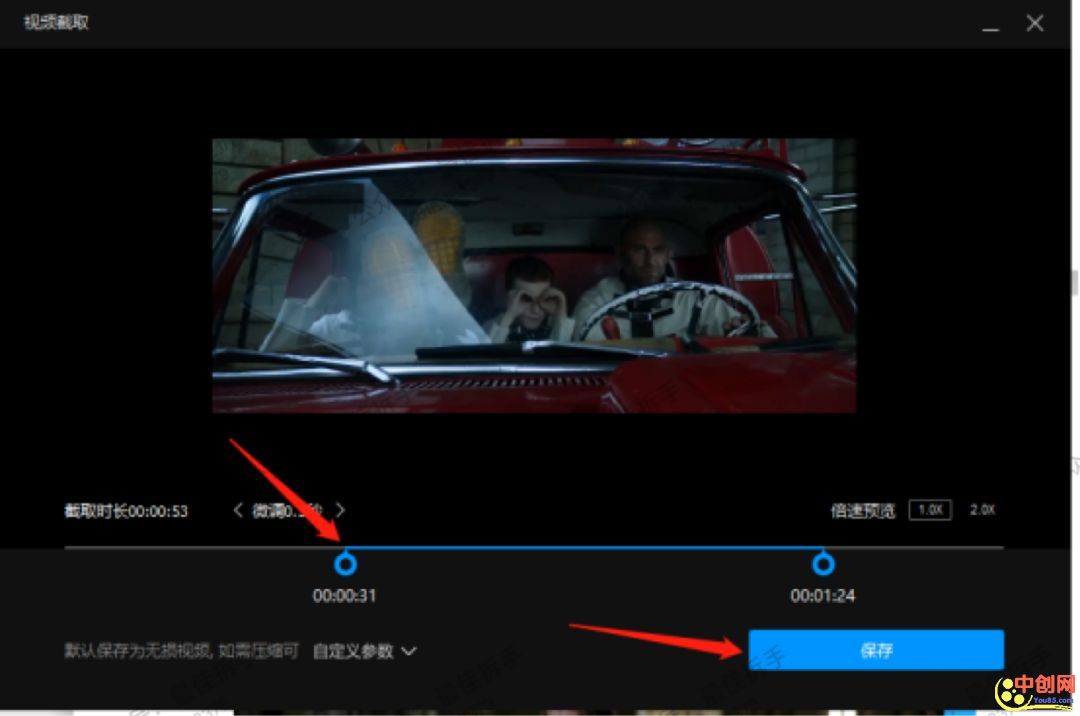 视频截取
截取时长00:00:53
微调0.
倍速预览 1.0X 2.0X
00:00:31
00:01:24
默认保存为无损视频, 如需压缩可 自定义参数
保存
中创网
You85.com